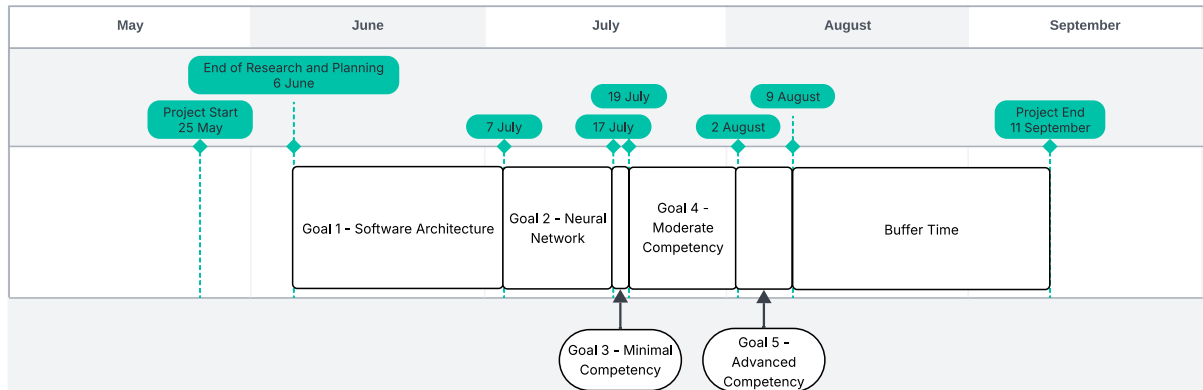 May
June
July
August
September
End of Research and Planning
6 June
19 July
9 August
Project Start
25 May
7 July
17 July
2 August
Project End
11 September
Goal 1 - Software Architecture
Goal 2 - Neural
Network
Goal 4 -
Moderate
Competency
Buffer Time
Goal 3 - Minimal
Competency
Goal 5 -
Advanced
Competency